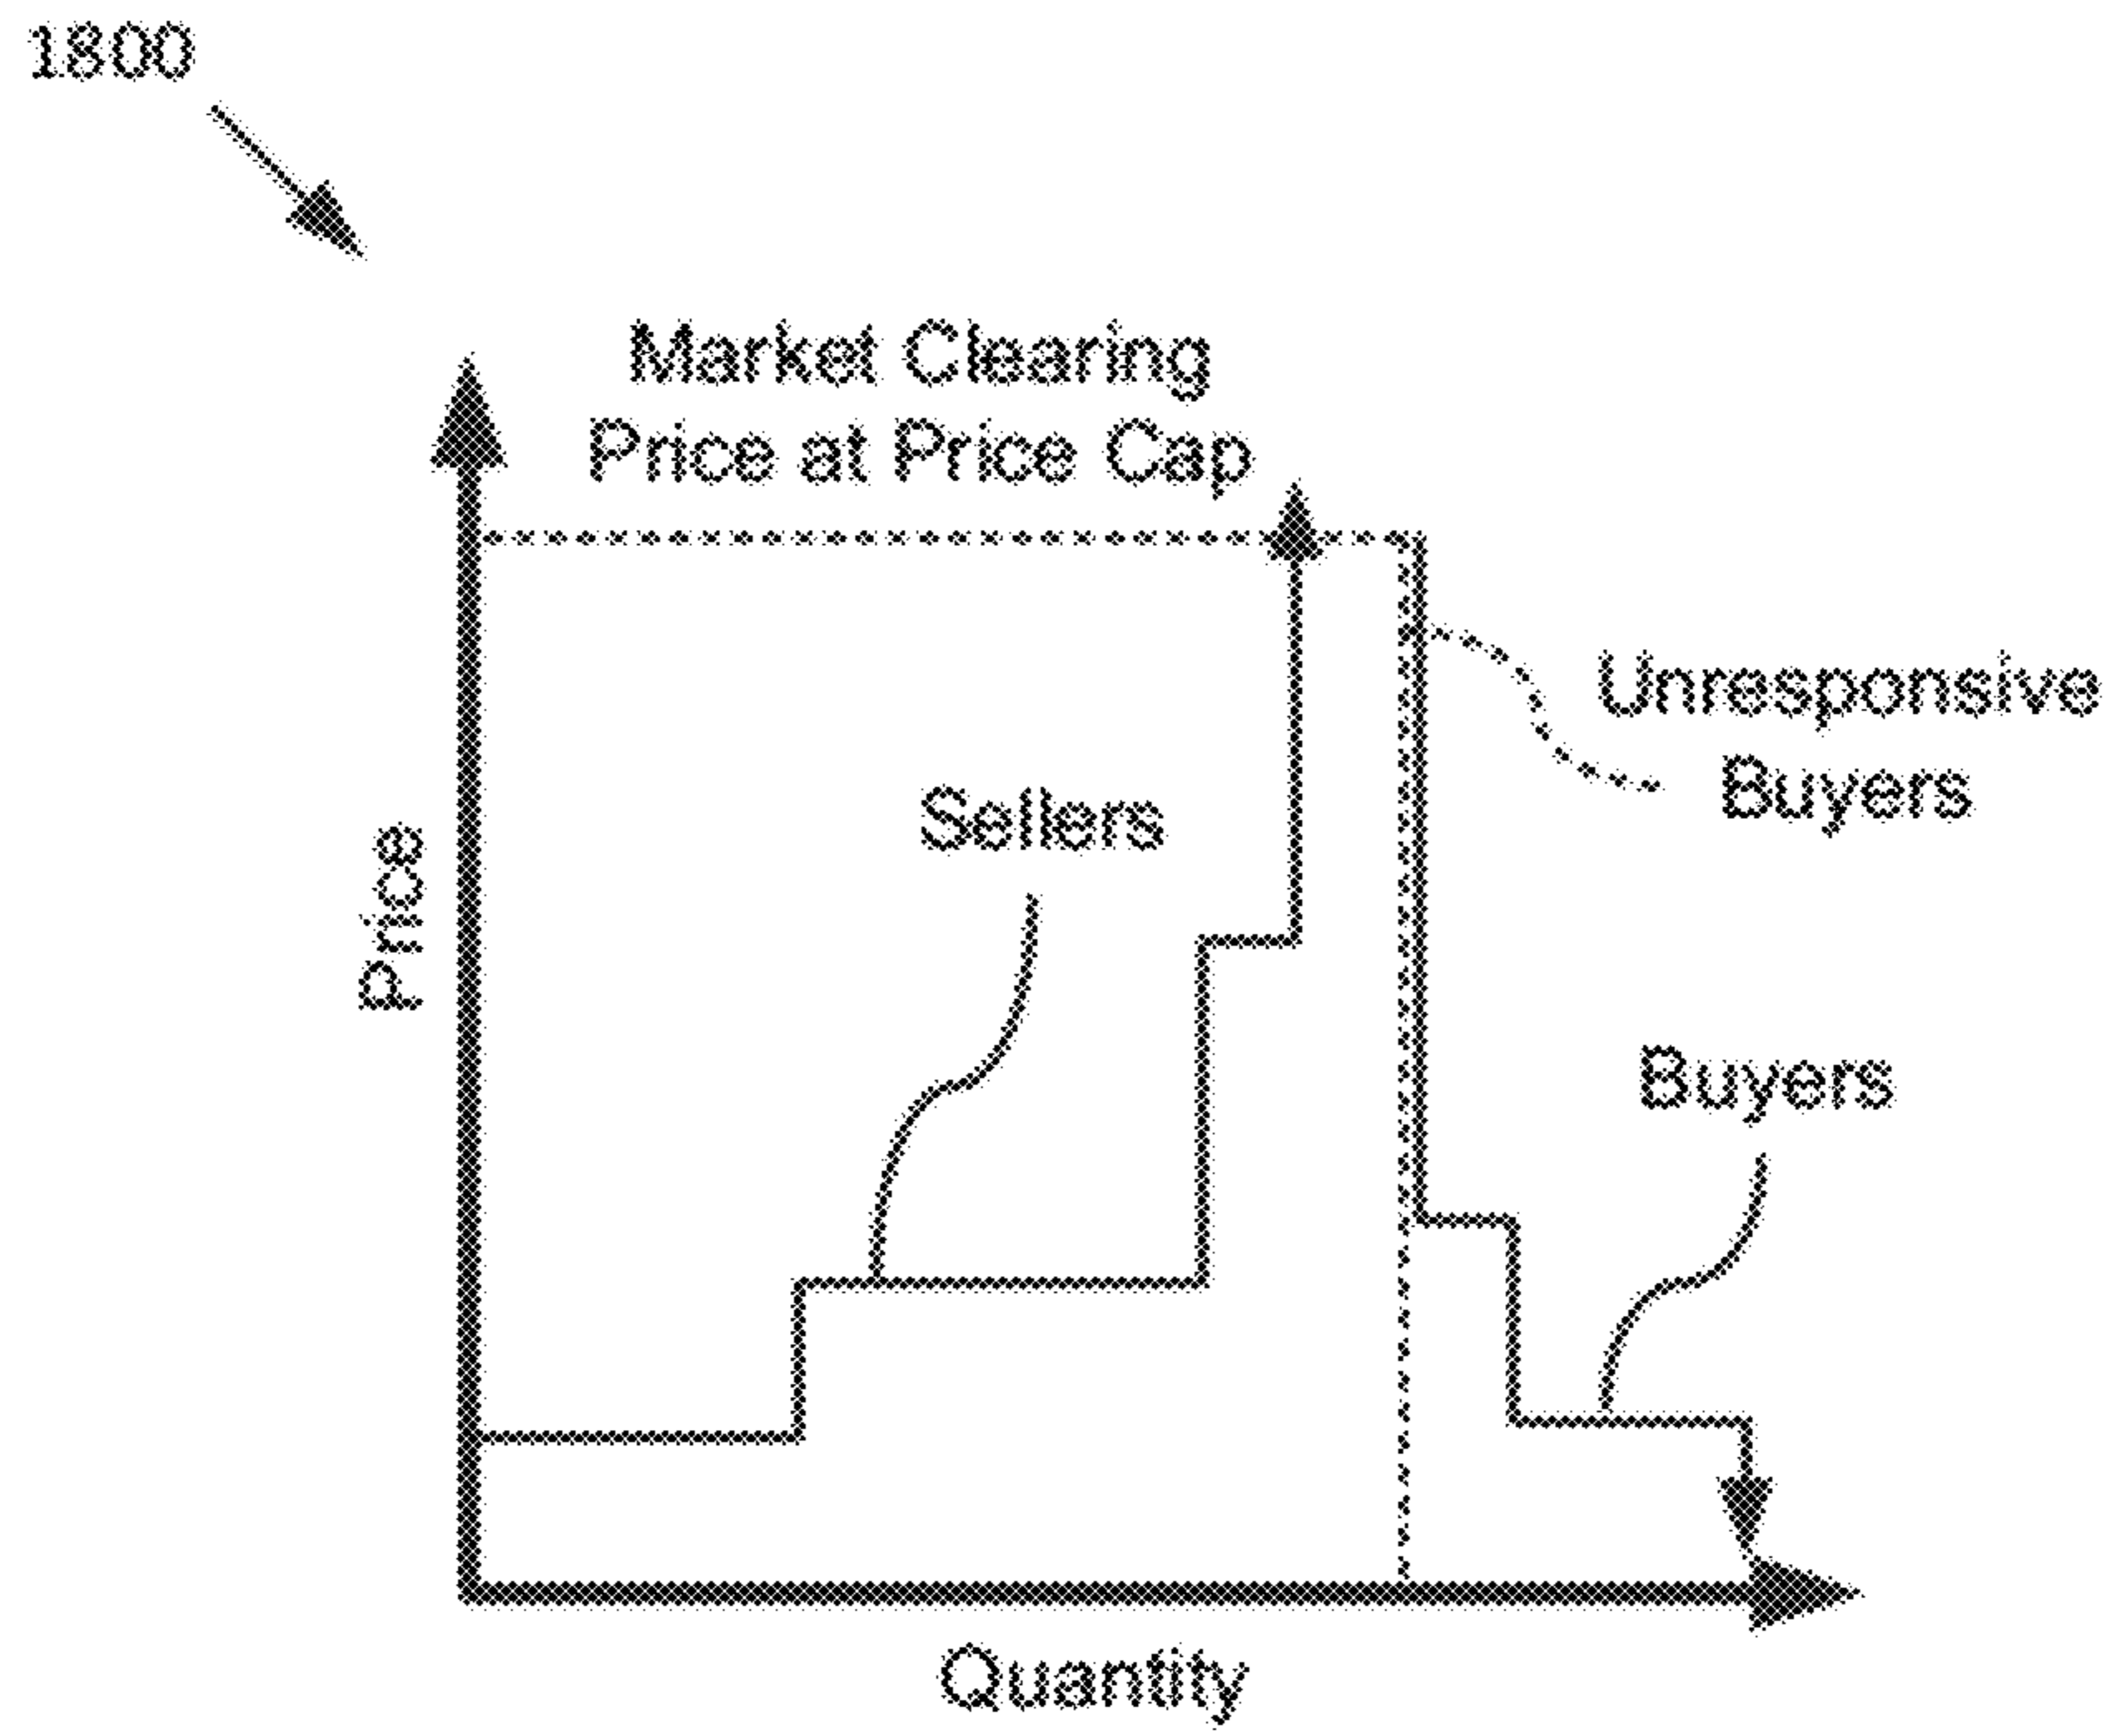 1800
Market Clearing
Price at Price Cap
Unresponsive
Buyers
Sellers
Price
Buyers
Quantity